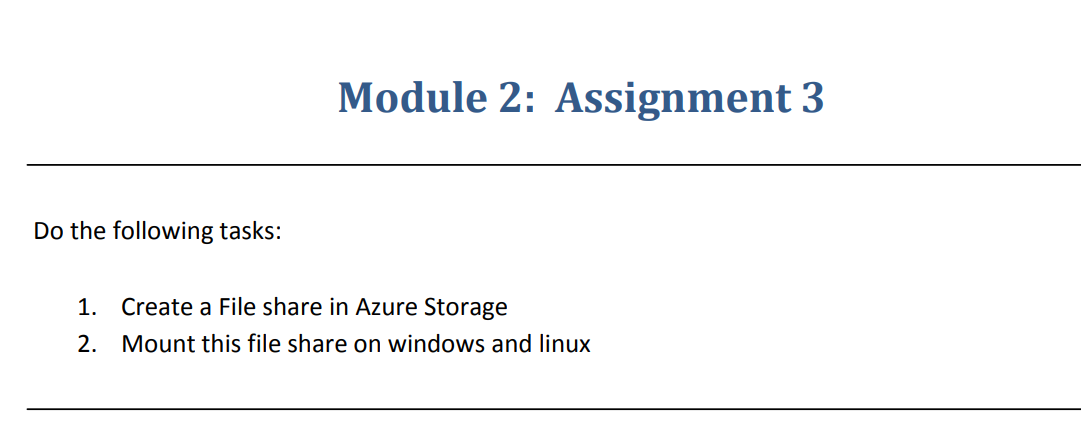 Module 2: Assignment 3
Do the following tasks:
1. Create a File share in Azure Storage
2. Mount this file share on windows and linux